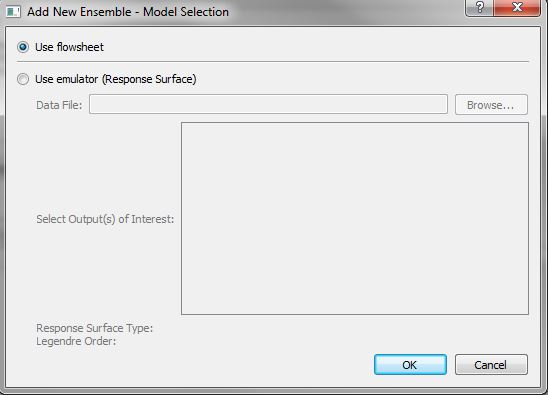 Add New Ensemble - Model Selection
?
Use flowsheet
Use emulator (Response Surface)
Data File:
Browse...
Select Output(s) of Interest:
Response Surface Type:
Legendre Order:
OK
Cancel